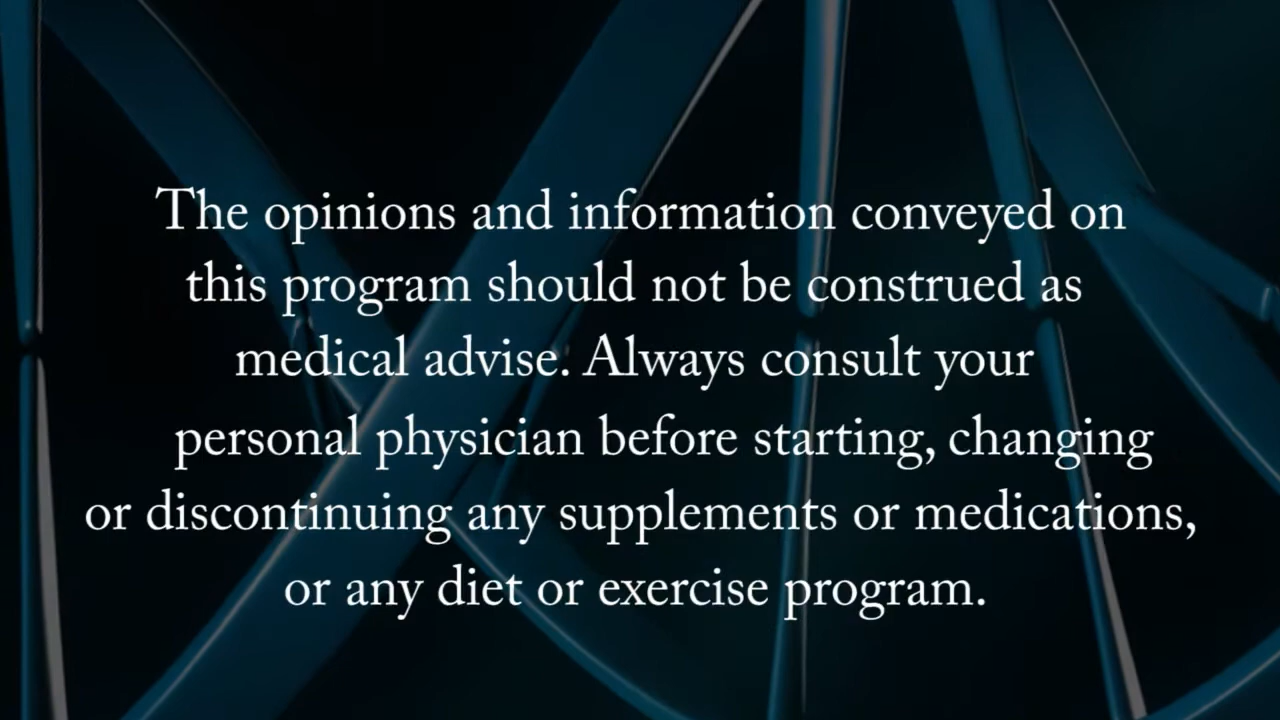 The opinions and information conveyed on
this program should not be construed as
medical advise. Always consult your
personal physician before starting, changing
or discontinuing any supplements or medications,
or any diet or exercise program.